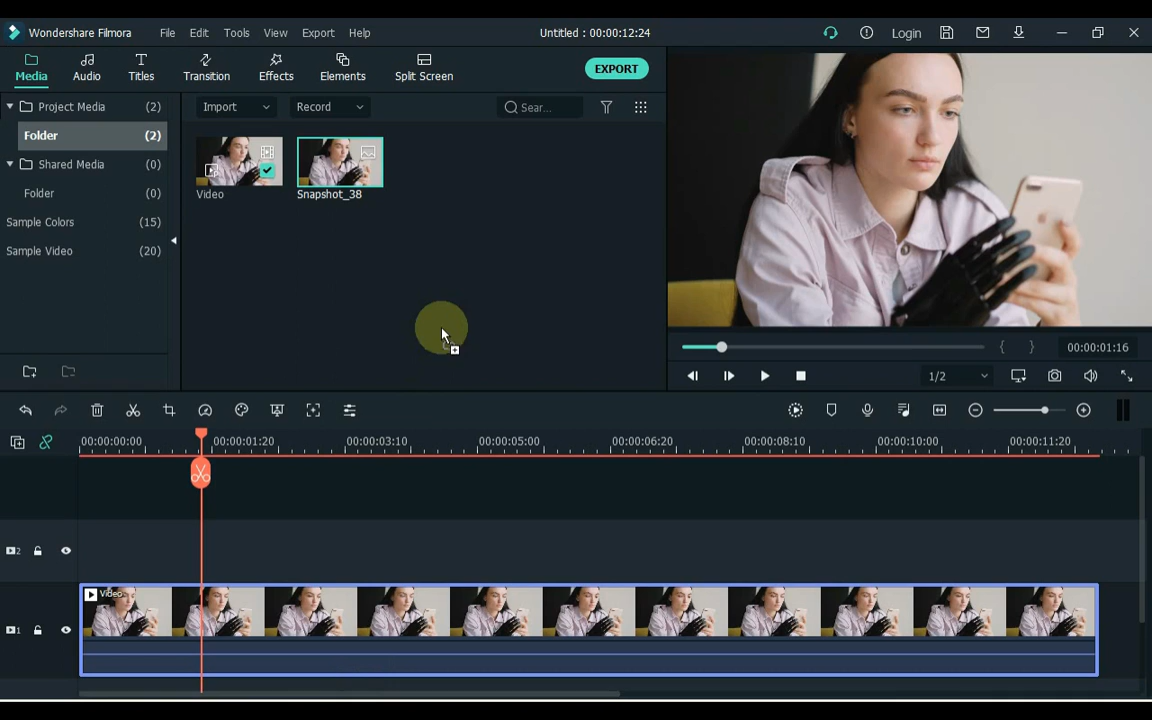 Wondershare Filmora File Edit Tools View Export Help Untitled : 00:00:12:24 Login
Media Audio Titles Transition Effects Elements Split Screen EXPORT
Project Media (2)
Folder (2)
Shared Media (0)
Folder (0)
Sample Colors (15)
Sample Video (20)
Import Record Sear...
Video Snapshot_38
00:00:01:16
1/2
00:00:00:00 00:00:01:20 00:00:03:10 00:00:05:00 00:00:06:20 00:00:08:10 00:00:10:00 00:00:11:20
2
Video
1